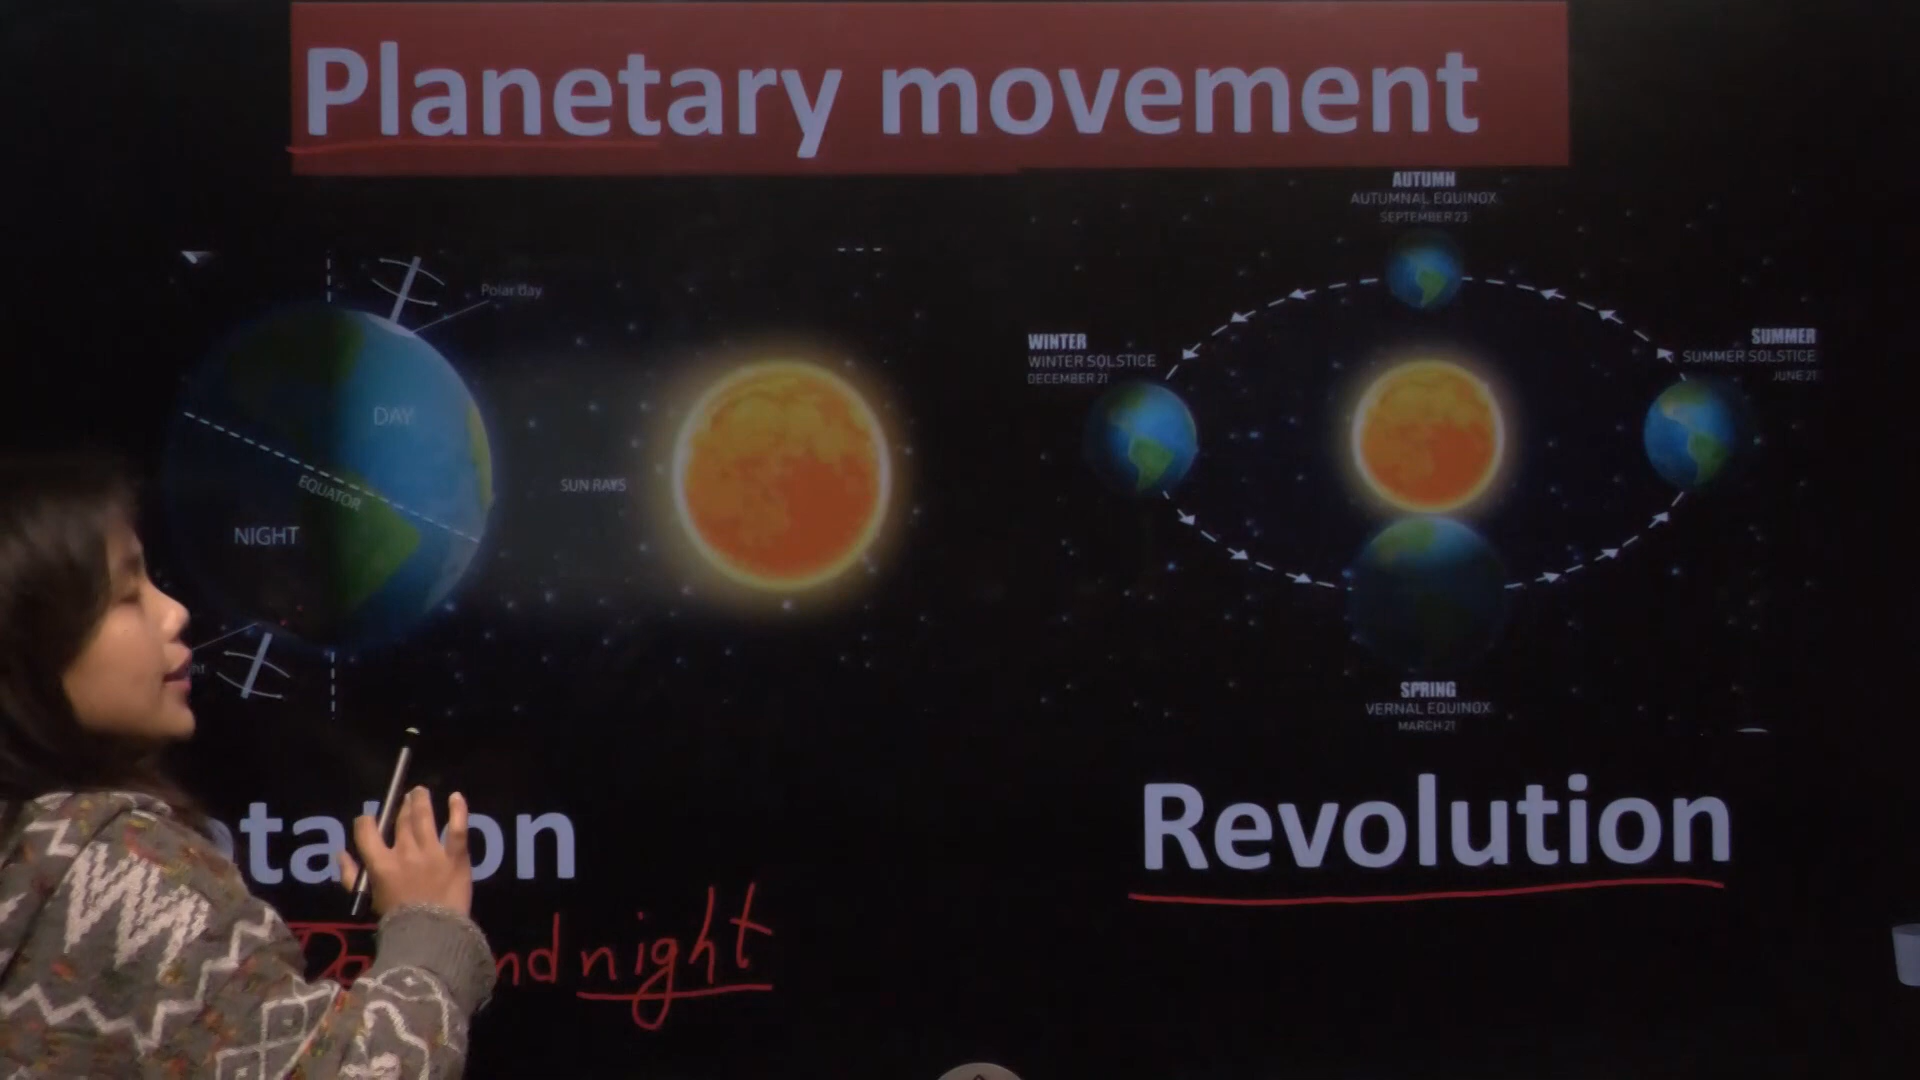 Planetary movement
Polar day
DAY
EQUATOR
NIGHT
SUN RAYS
AUTUMN
AUTUMNAL EQUINOX
SEPTEMBER 23
WINTER
WINTER SOLSTICE
DECEMBER 21
SUMMER
SUMMER SOLSTICE
JUNE 21
SPRING
VERNAL EQUINOX
MARCH 21
Revolution
night